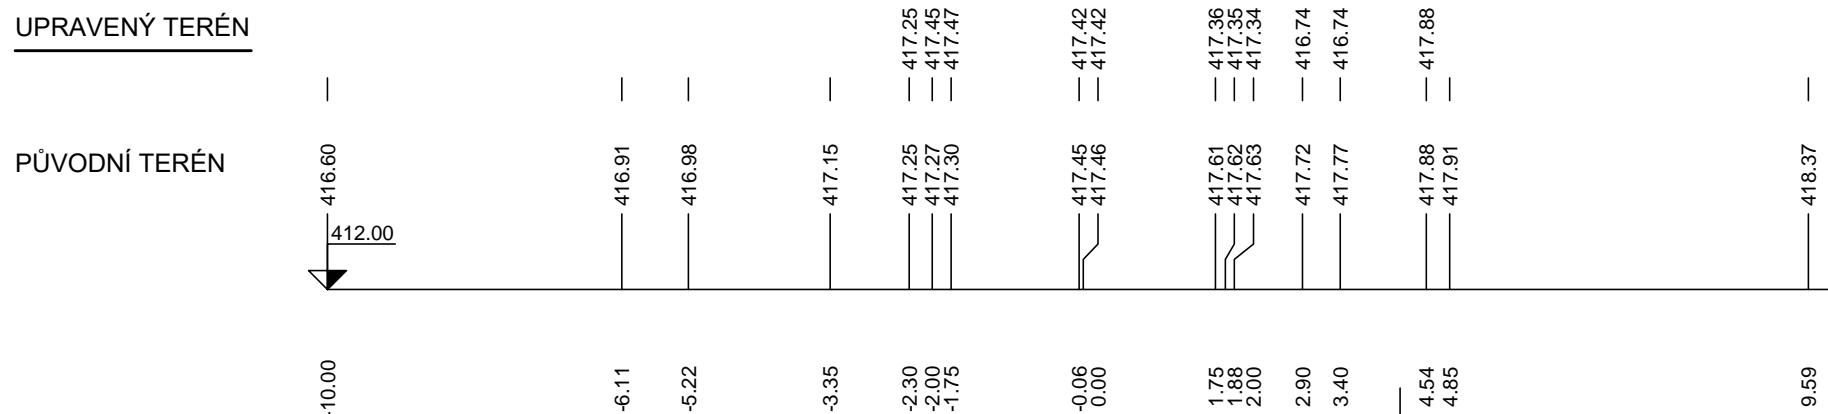 UPRAVENÝ TERÉN
417.25 417.45 417.47 417.42 417.42 417.36 417.35 417.34 416.74 416.74 417.88
PŮVODNÍ TERÉN
416.60 416.91 416.98 417.15 417.25 417.27 417.30 417.45 417.46 417.61 417.62 417.63 417.72 417.77 417.88 417.91 418.37
412.00
-10.00 -6.11 -5.22 -3.35 -2.30 -2.00 -1.75 -0.06 0.00 1.75 1.88 2.00 2.90 3.40 4.54 4.85 9.59